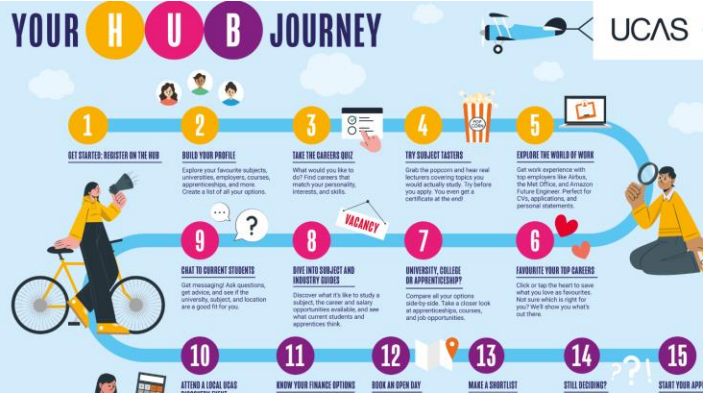 YOUR HUB JOURNEY
UCAS
1
GET STARTED: REGISTER ON THE HUB
2
BUILD YOUR PROFILE
Explore your favourite subjects,
universities, employers, courses,
apprenticeships, and more.
Create a list of all your options.
3
TAKE THE CAREERS QUIZ
What would you like to
do? Find careers that
match your personality,
interests, and skills.
4
POP CORN
TRY SUBJECT TASTERS
Grab the popcorn and hear real
lecturers covering topics you
would actually study. Try before
you apply. You even get a
certificate at the end!
5
EXPLORE THE WORLD OF WORK
Get work experience with
top employers like Airbus,
the Met Office, and Amazon
Future Engineer. Perfect for
CVs, applications, and
personal statements.
9
?
CHAT TO CURRENT STUDENTS
Get messaging! Ask questions,
get advice, and see if the
university, subject, and location
are a good fit for you.
8
VACANCY
DIVE INTO SUBJECT AND
INDUSTRY GUIDES
Discover what it's like to study a
subject, the career and salary
opportunities available, and see
what current students and
apprentices think.
7
UNIVERSITY, COLLEGE
OR APPRENTICESHIP?
Compare all your options
side-by-side. Take a closer look
at apprenticeships, courses,
and job opportunities.
6
FAVOURITE YOUR TOP CAREERS
Click or tap the heart to save
what you love as favourites.
Not sure which is right for
you? We'll show you what's
out there.
10
ATTEND A LOCAL UCAS
11
KNOW YOUR FINANCE OPTIONS
12
BOOK AN OPEN DAY
13
MAKE A SHORTLIST
14
STILL DECIDING?
??!
15
START YOUR APP